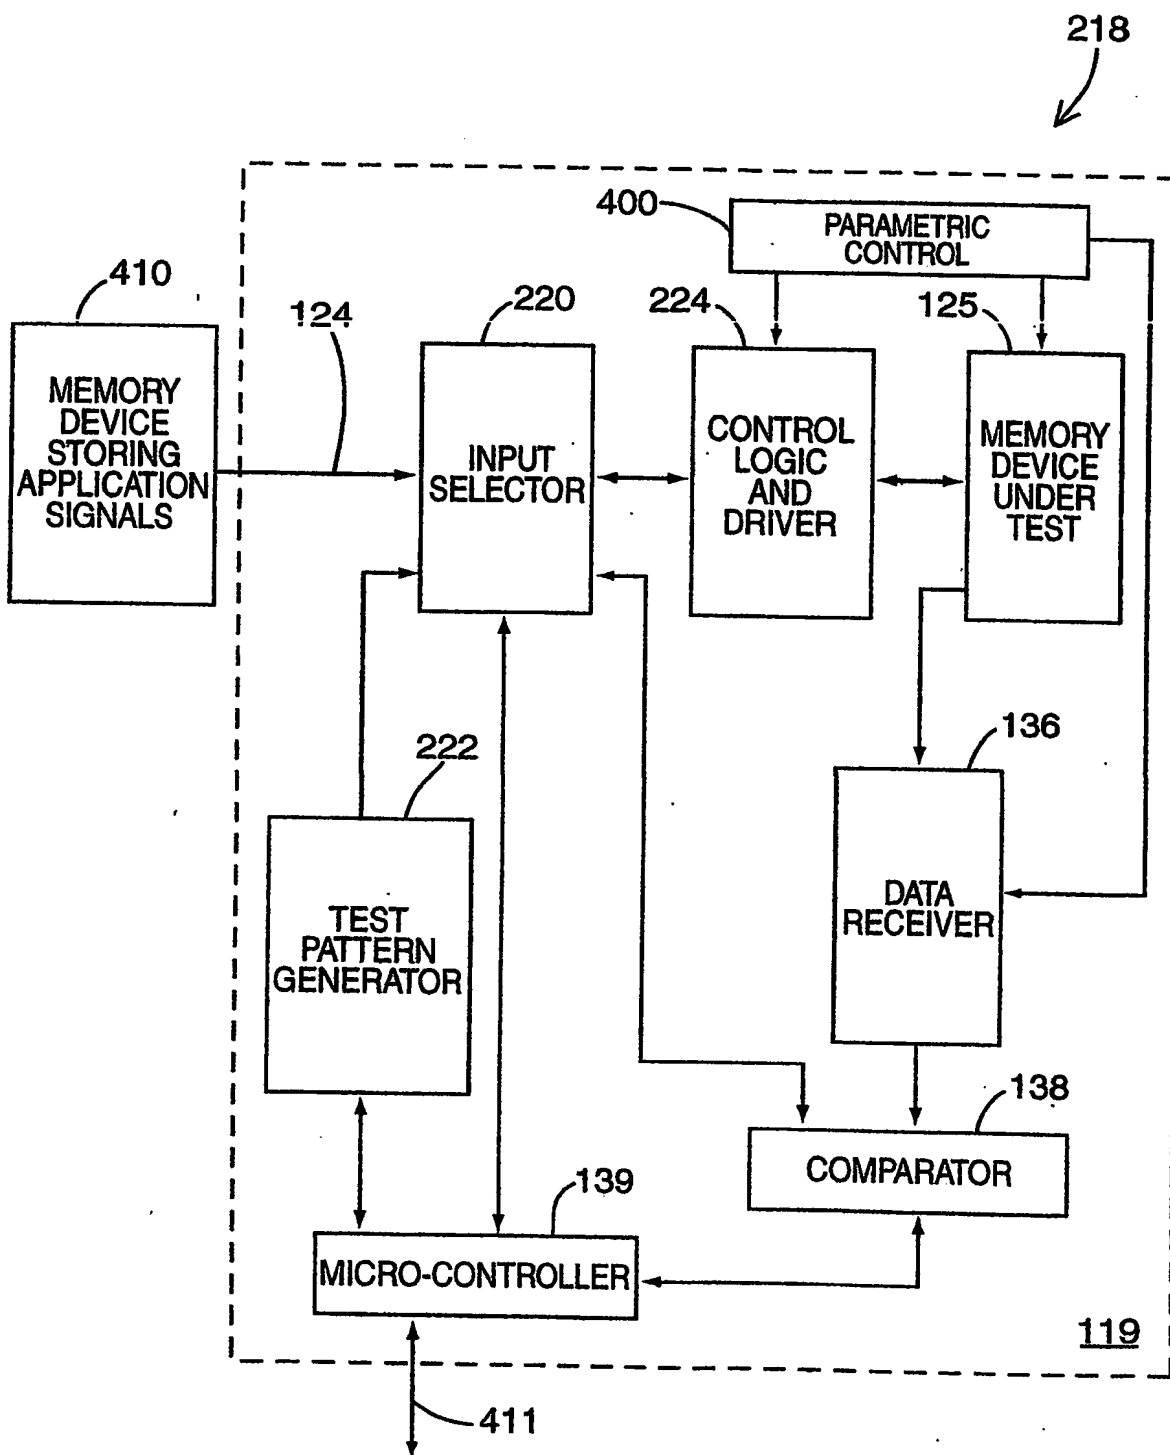 218
400
PARAMETRIC
CONTROL
410
124
220
224
125
MEMORY
DEVICE
STORING
APPLICATION
SIGNALS
INPUT
SELECTOR
CONTROL
LOGIC
AND
DRIVER
MEMORY
DEVICE
UNDER
TEST
222
136
TEST
PATTERN
GENERATOR
DATA
RECEIVER
138
COMPARATOR
139
MICRO-CONTROLLER
119
411